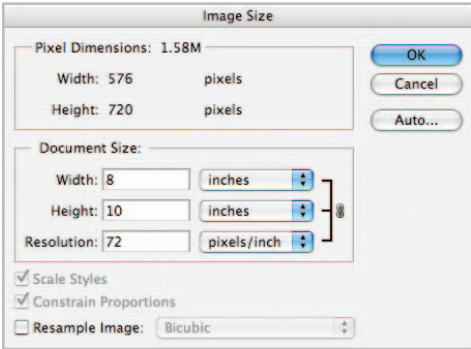 Image Size
Pixel Dimensions: 1.58M
OK
Width: 576 pixels
Cancel
Height: 720 pixels
Auto...
Document Size:
Width: 8 inches
Height: 10 inches
Resolution: 72 pixels/inch
Scale Styles
Constrain Proportions
Resample Image: Bicubic